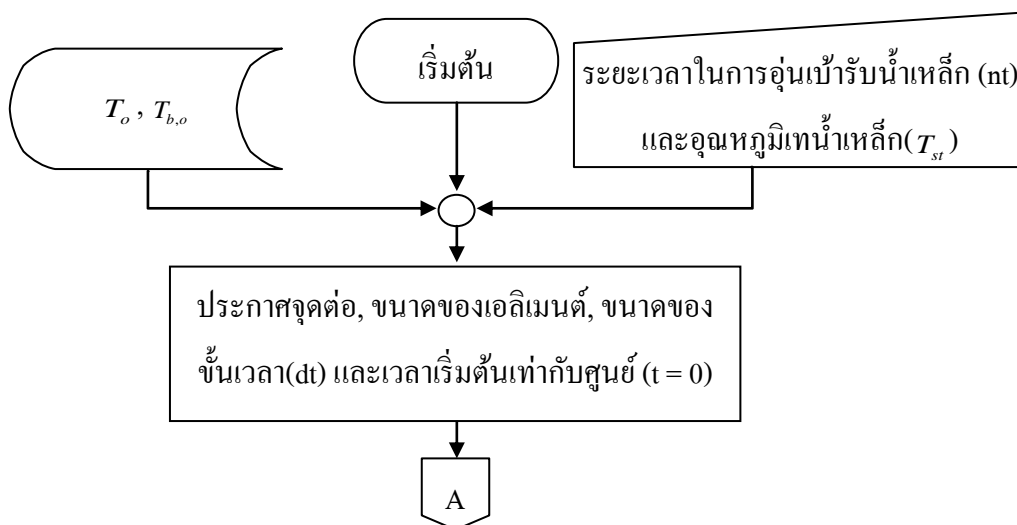 T_o , T_{b,o}
เริ่มต้น
ระยะเวลาในการอุ่นเบ้ารับน้ำเหล็ก (nt)
และอุณหภูมิเทน้ำเหล็ก(T_{st})
ประกาศจุดต่อ, ขนาดของเอลิเมนต์, ขนาดของ
ขั้นเวลา(dt) และเวลาเริ่มต้นเท่ากับศูนย์ (t = 0)
A